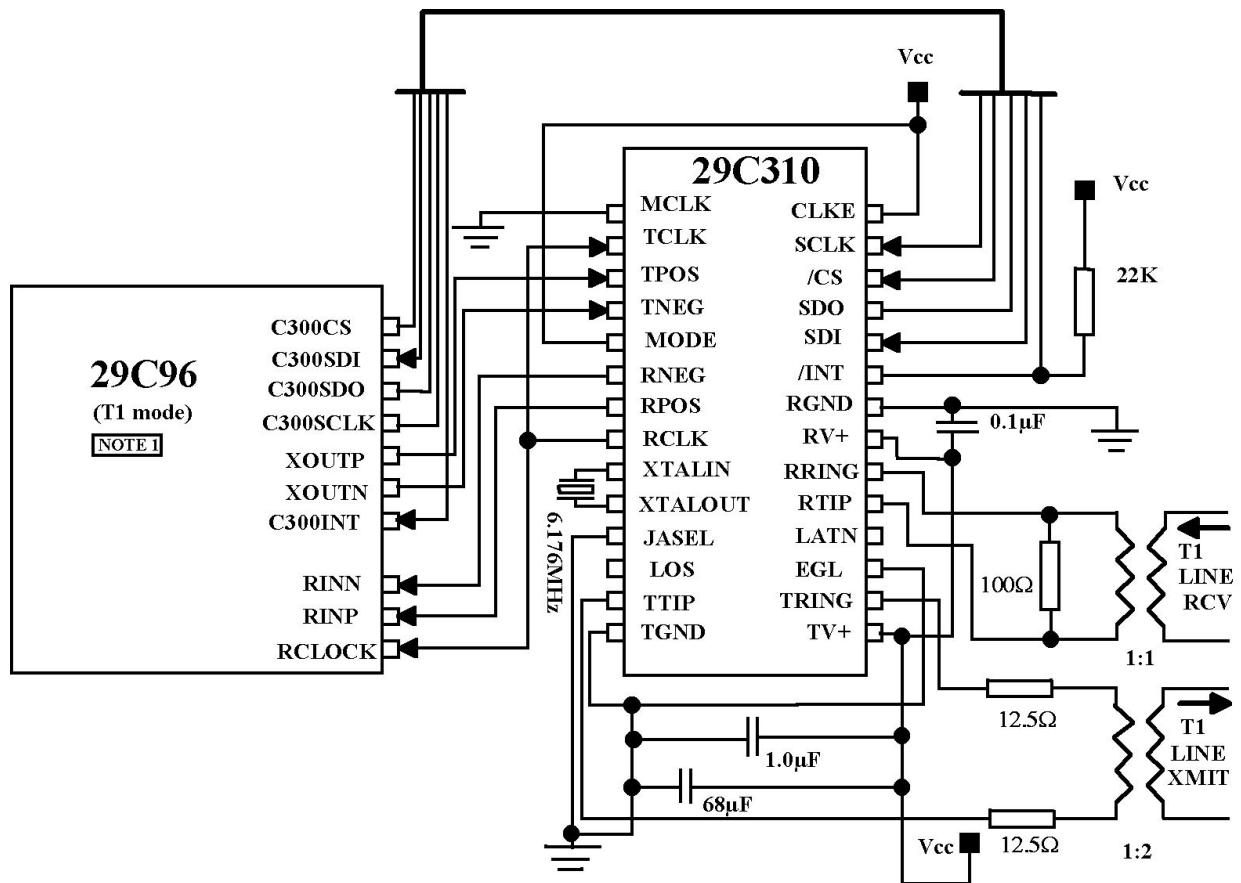 Vcc
29C310
MCLK
TCLK
TPOS
TNEG
MODE
RNEG
RPOS
RCLK
XTALIN
XTALOUT
JASEL
LOS
TTIP
TGND
CLKE
SCLK
/CS
SDO
SDI
/INT
RGND
RV+
RRING
RTIP
LATN
EGL
TRING
TV+
Vcc
22K
29C96
(T1 mode)
NOTE 1
C300CS
C300SDI
C300SDO
C300SCLK
XOUTP
XOUTN
C300INT
RINN
RINP
RCLOCK
6.176MHz
0.1µF
100Ω
T1
LINE
RCV
1:1
12.5Ω
T1
LINE
XMIT
1.0µF
68µF
Vcc
12.5Ω
1:2